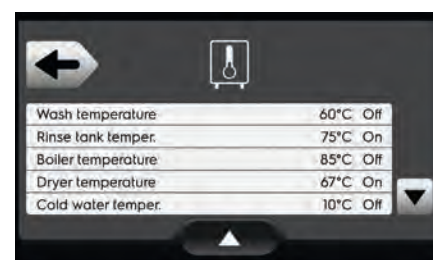 Wash temperature 60°C Off
Rinse tank temper. 75°C On
Boiler temperature 85°C Off
Dryer temperature 67°C On
Cold water temper. 10°C Off